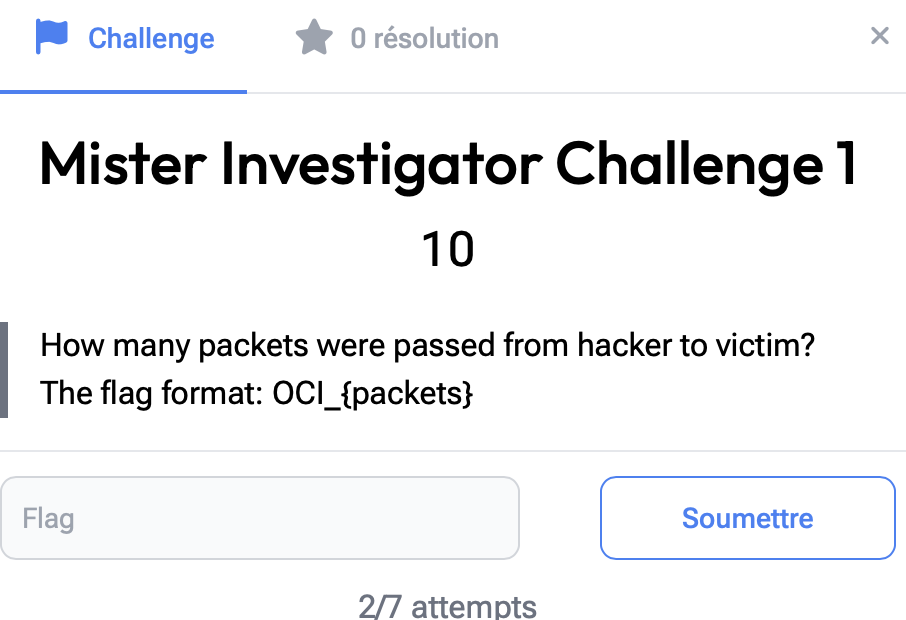 Challenge
0 résolution
×
Mister Investigator Challenge 1
10
How many packets were passed from hacker to victim?
The flag format: OCI_{packets}
Flag
Soumettre
2/7 attempts